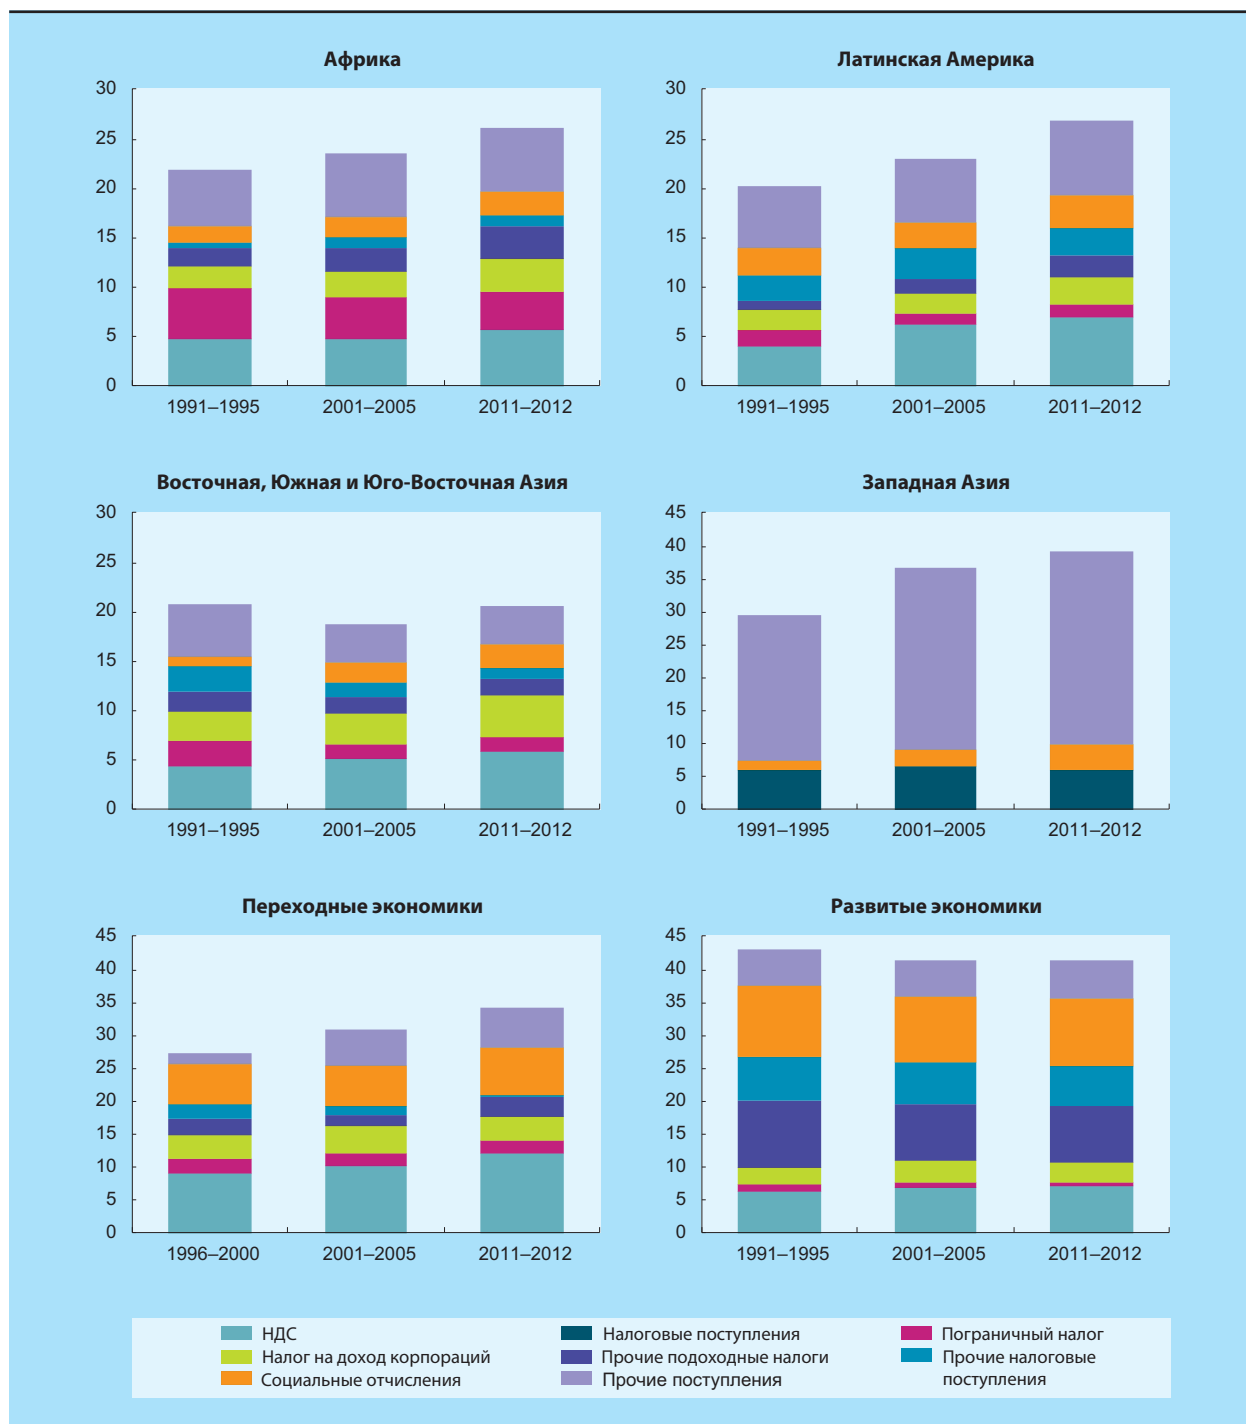 Африка
30
25
20
15
10
5
0
1991–1995 2001–2005 2011–2012
Латинская Америка
30
25
20
15
10
5
0
1991–1995 2001–2005 2011–2012
Восточная, Южная и Юго-Восточная Азия
30
25
20
15
10
5
0
1991–1995 2001–2005 2011–2012
Западная Азия
45
40
35
30
25
20
15
10
5
0
1991–1995 2001–2005 2011–2012
Переходные экономики
45
40
35
30
25
20
15
10
5
0
1996–2000 2001–2005 2011–2012
Развитые экономики
45
40
35
30
25
20
15
10
5
0
1991–1995 2001–2005 2011–2012
НДС
Налог на доход корпораций
Социальные отчисления
Налоговые поступления
Прочие подоходные налоги
Прочие поступления
Пограничный налог
Прочие налоговые
поступления